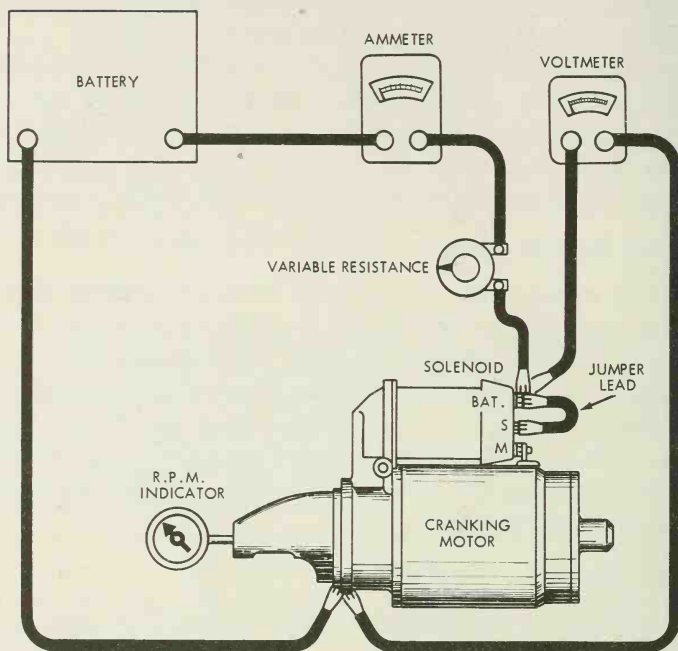 AMMETER
VOLTMETER
BATTERY
VARIABLE RESISTANCE
SOLENOID
JUMPER
LEAD
BAT.
S
M
R.P.M.
INDICATOR
CRANKING
MOTOR